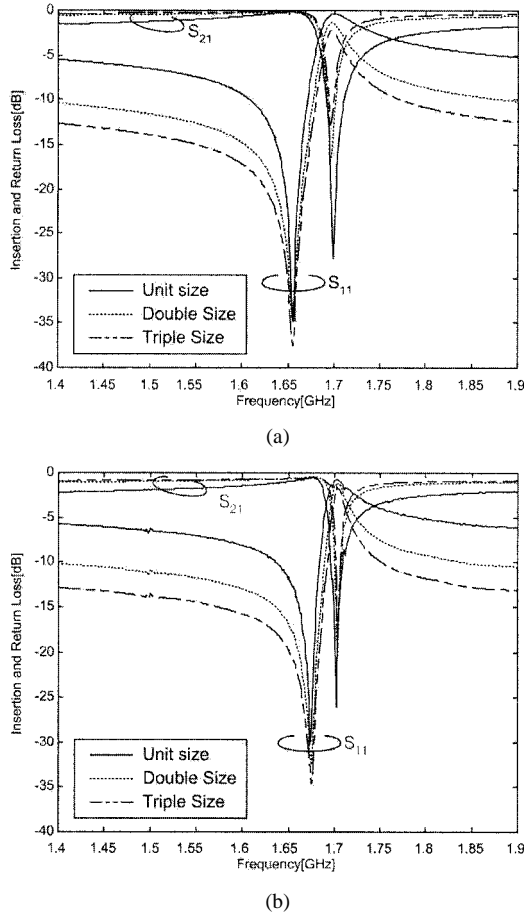 0
-5
-10
-15
-20
-25
-30
-35
-40
Insertion and Return Loss[dB]
S21
S11
Unit size
Double Size
Triple Size
1.4 1.45 1.5 1.55 1.6 1.65 1.7 1.75 1.8 1.85 1.9
Frequency[GHz]
(a)
0
-5
-10
-15
-20
-25
-30
-35
-40
Insertion and Return Loss[dB]
S21
S11
Unit size
Double Size
Triple Size
1.4 1.45 1.5 1.55 1.6 1.65 1.7 1.75 1.8 1.85 1.9
Frequency[GHz]
(b)